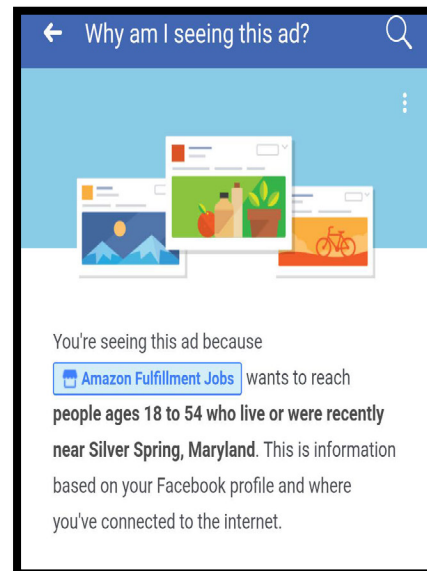 Why am I seeing this ad?
You're seeing this ad because
Amazon Fulfillment Jobs wants to reach
people ages 18 to 54 who live or were recently
near Silver Spring, Maryland. This is information
based on your Facebook profile and where
you've connected to the internet.